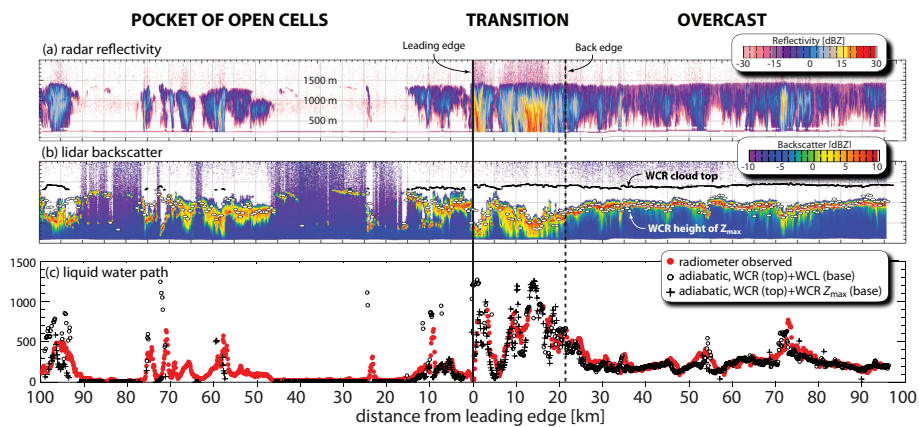 POCKET OF OPEN CELLS TRANSITION OVERCAST
(a) radar reflectivity
Leading edge
Back edge
Reflectivity [dBZ]
-30 -15 0 15 30
1500 m
1000 m
500 m
(b) lidar backscatter
Backscatter [dBZ]
-10 -5 0 5 10
WCR cloud top
WCR height of Zmax
(c) liquid water path
radiometer observed
adiabatic, WCR (top)+WCL (base)
adiabatic, WCR (top)+WCR Zmax (base)
1500
1000
500
0
100 90 80 70 60 50 40 30 20 10 0 10 20 30 40 50 60 70 80 90 100
distance from leading edge [km]